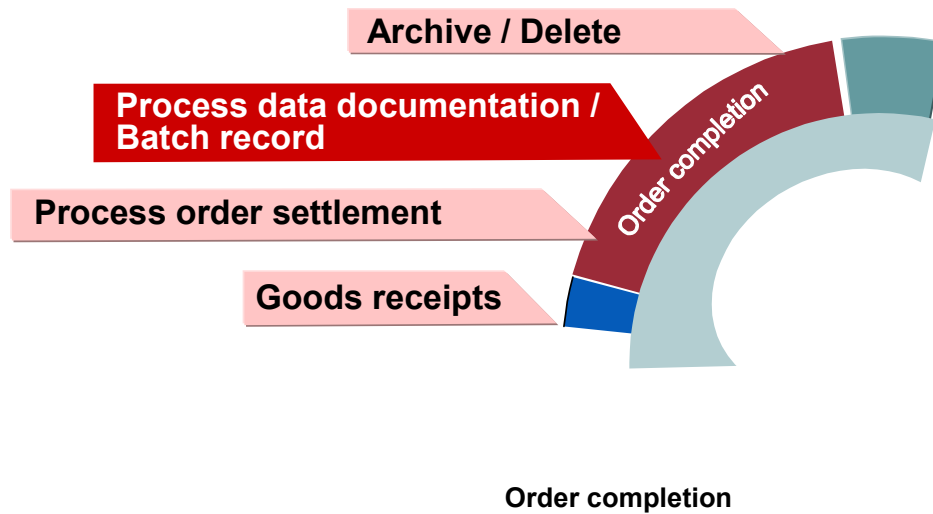 Archive / Delete
Process data documentation /
Batch record
Order completion
Process order settlement
Goods receipts
Order completion